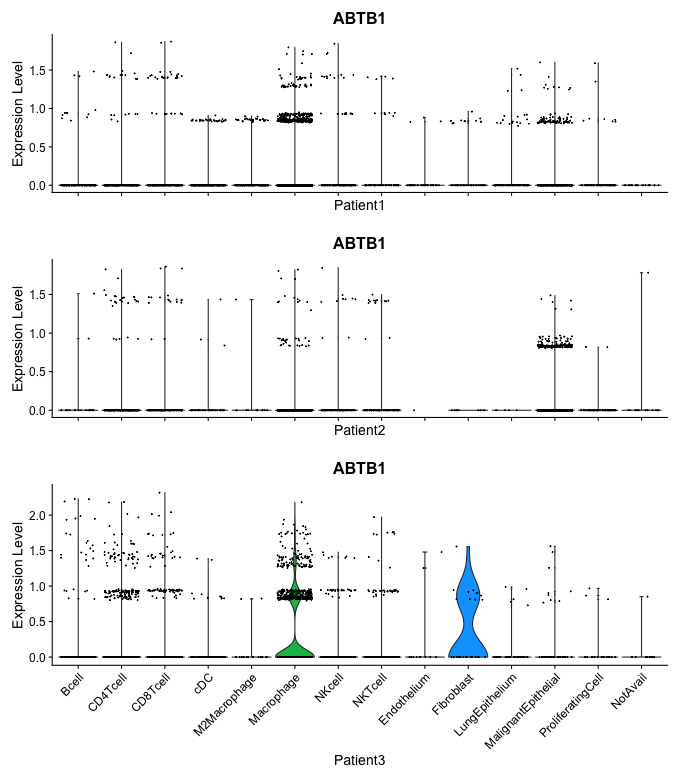 ABTB1
Expression Level
1.5
1.0
0.5
0.0
Patient1
ABTB1
Expression Level
1.5
1.0
0.5
0.0
Patient2
ABTB1
Expression Level
2.0
1.5
1.0
0.5
0.0
Bcell
CD4Tcell
CD8Tcell
cDC
M2Macrophage
Macrophage
NKcell
NKTcell
Endothelium
Fibroblast
LungEpithelium
MalignantEpithelial
ProliferatingCell
NotAvail
Patient3